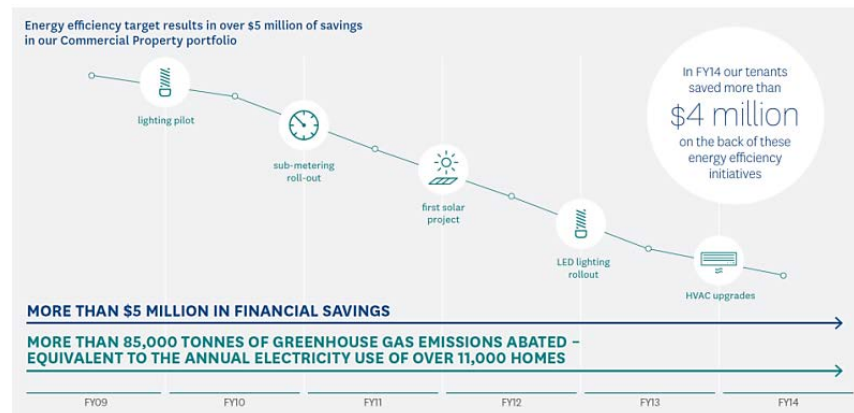 Energy efficiency target results in over $5 million of savings
in our Commercial Property portfolio
In FY14 our tenants
saved more than
$4 million
on the back of these
energy efficiency
initiatives
lighting pilot
sub-metering
roll-out
first solar
project
LED lighting
rollout
HVAC upgrades
MORE THAN $5 MILLION IN FINANCIAL SAVINGS
MORE THAN 85,000 TONNES OF GREENHOUSE GAS EMISSIONS ABATED –
EQUIVALENT TO THE ANNUAL ELECTRICITY USE OF OVER 11,000 HOMES
FY09 FY10 FY11 FY12 FY13 FY14